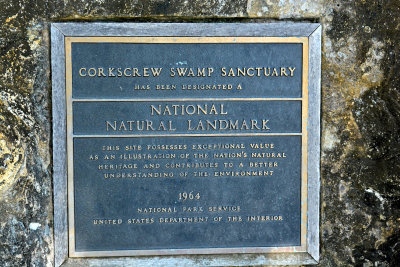 CORKSCREW SWAMP SANCTUARY
HAS BEEN DESIGNATED A
NATIONAL
NATURAL LANDMARK
THIS SITE POSSESSES EXCEPTIONAL VALUE
AS AN ILLUSTRATION OF THE NATION'S NATURAL
HERITAGE AND CONTRIBUTES TO A BETTER
UNDERSTANDING OF THE ENVIRONMENT
1964
NATIONAL PARK SERVICE
UNITED STATES DEPARTMENT OF THE INTERIOR